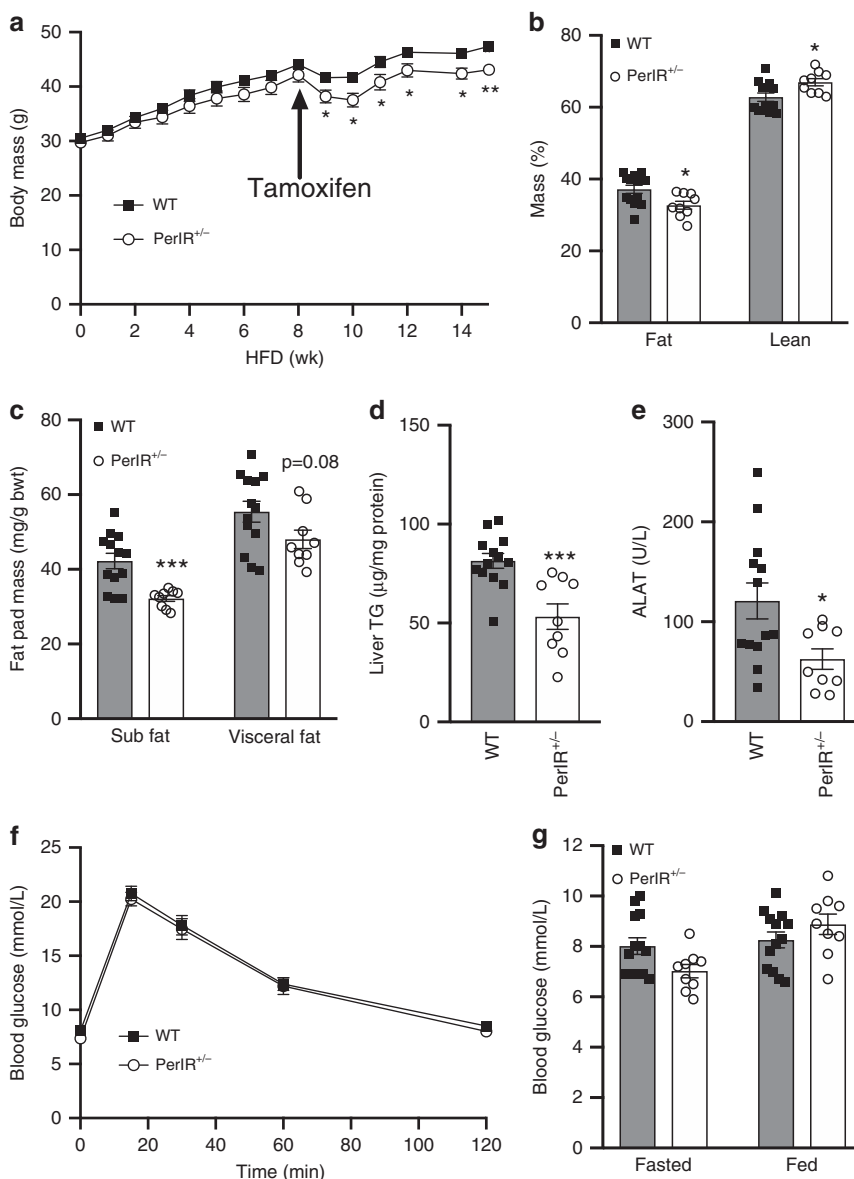 a
50
40
30
20
10
0
Body mass (g)
Tamoxifen
WT
PerIR+/–
* * * * * **
0 2 4 6 8 10 12 14
HFD (wk)
b
80
60
40
20
0
Mass (%)
WT
PerIR+/–
*
*
Fat Lean
c
80
60
40
20
0
Fat pad mass (mg/g bwt)
WT
PerIR+/–
***
p=0.08
Sub fat Visceral fat
d
150
100
50
0
Liver TG (µg/mg protein)
***
WT
PerIR+/–
e
300
200
100
0
ALAT (U/L)
*
WT
PerIR+/–
f
25
20
15
10
5
0
Blood glucose (mmol/L)
WT
PerIR+/–
0 20 40 60 80 100 120
Time (min)
g
12
10
8
6
4
2
0
Blood glucose (mmol/L)
WT
PerIR+/–
Fasted Fed